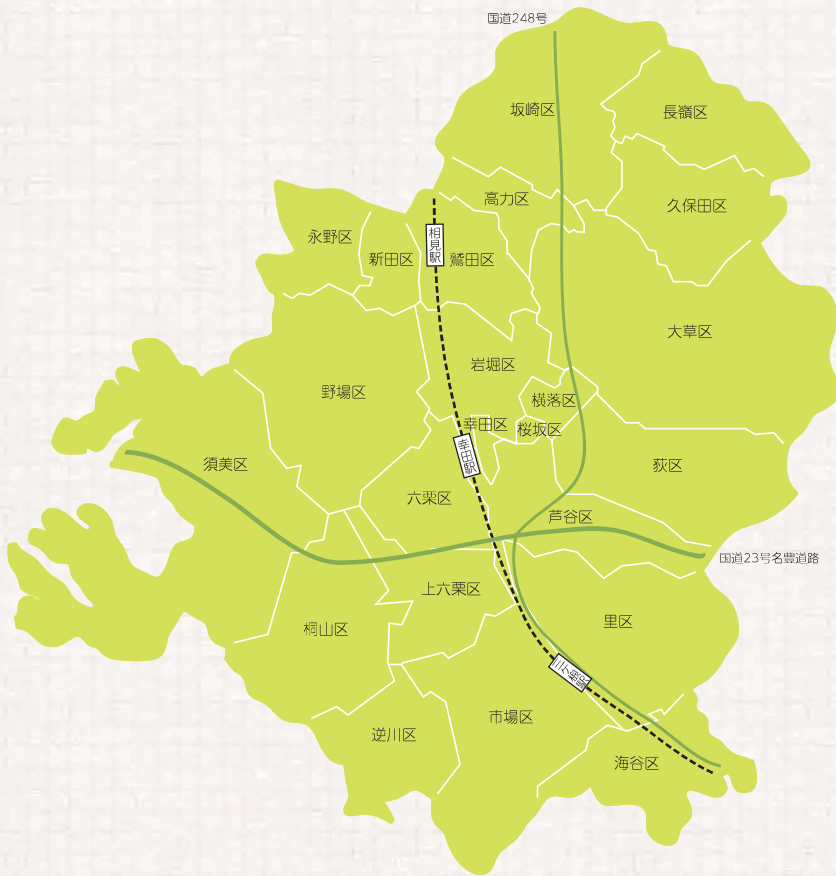 国道248号
坂崎区
長嶺区
高力区
久保田区
永野区
新田区
相見駅
鷲田区
大草区
岩堀区
野場区
横落区
幸田区
桜坂区
幸田駅
須美区
荻区
六栗区
芦谷区
国道23号名豊道路
上六栗区
里区
桐山区
三ケ根駅
市場区
逆川区
海谷区